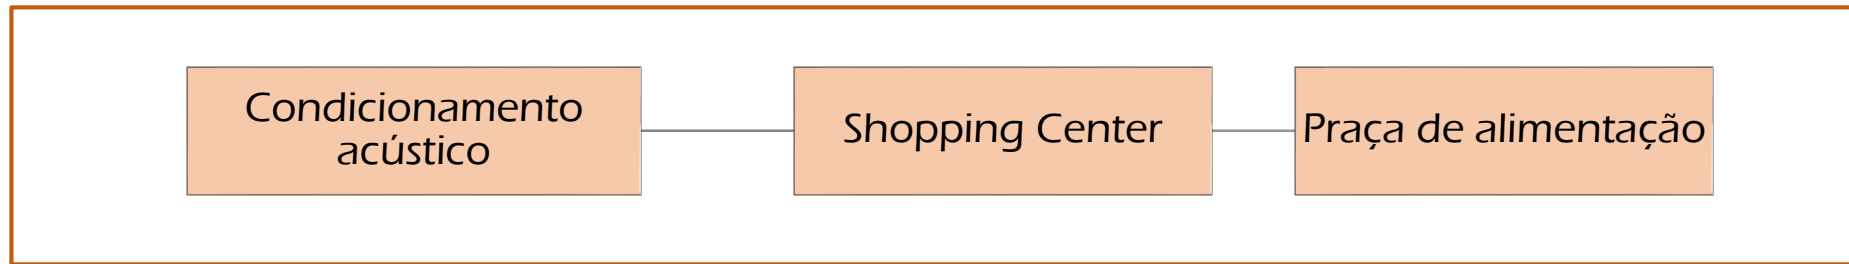 Condicionamento
acústico
Shopping Center
Praça de alimentação